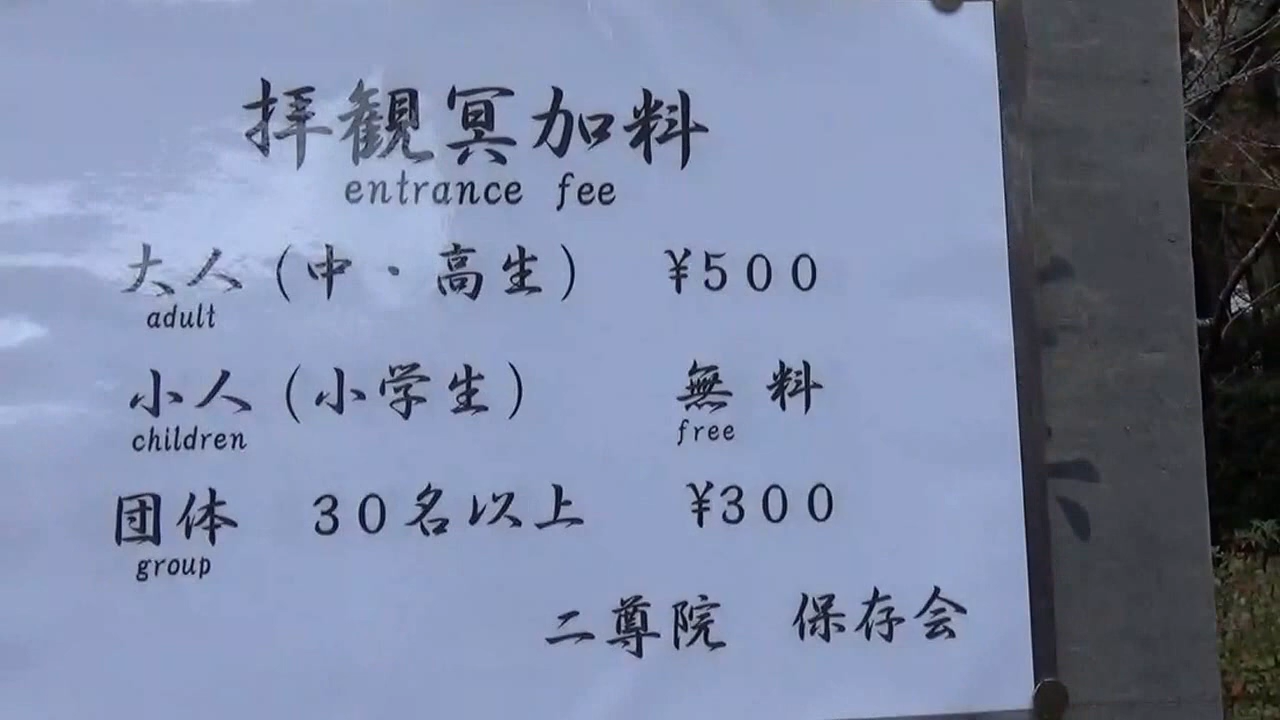 拝観冥加料
entrance fee
大人(中・高生) ¥500
adult
小人(小学生) 無料
children free
団体 30名以上 ¥300
group
二尊院 保存会